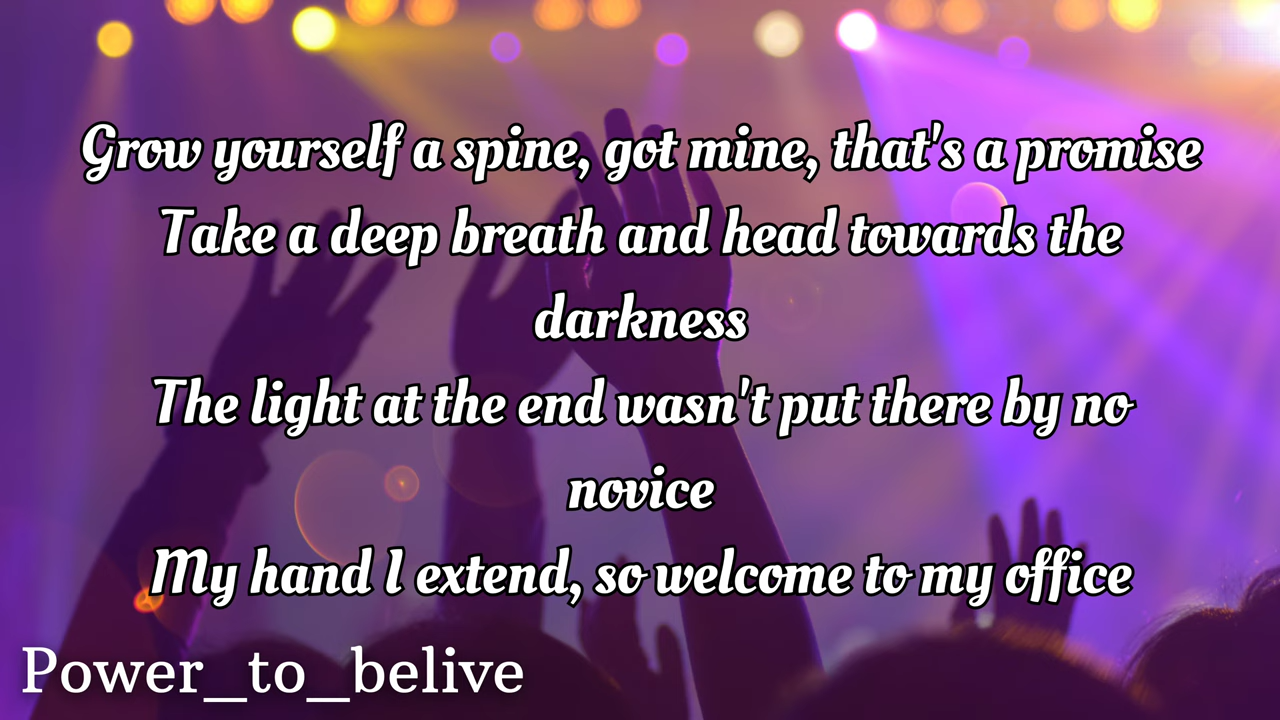 Grow yourself a spine, got mine, that's a promise
Take a deep breath and head towards the
darkness
The light at the end wasn't put there by no
novice
My hand I extend, so welcome to my office
Power_to_belive